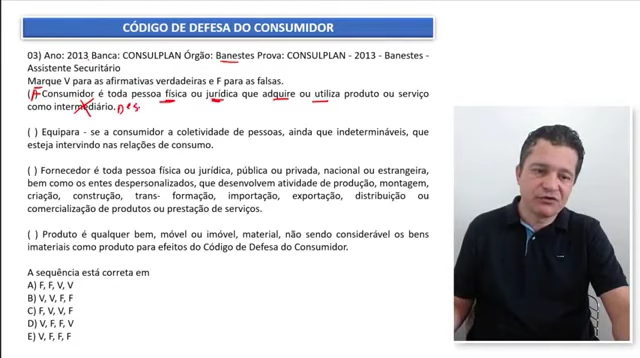 CÓDIGO DE DEFESA DO CONSUMIDOR
03) Ano: 2013 Banca: CONSULPLAN Órgão: Banestes Prova: CONSULPLAN - 2013 - Banestes -
Assistente Securitário
Marque V para as afirmativas verdadeiras e F para as falsas.
(F Consumidor é toda pessoa física ou jurídica que adquire ou utiliza produto ou serviço
como intermediário. Des
( ) Equipara - se a consumidor a coletividade de pessoas, ainda que indetermináveis, que
esteja intervindo nas relações de consumo.
( ) Fornecedor é toda pessoa física ou jurídica, pública ou privada, nacional ou estrangeira,
bem como os entes despersonalizados, que desenvolvem atividade de produção, montagem,
criação, construção, trans- formação, importação, exportação, distribuição ou
comercialização de produtos ou prestação de serviços.
( ) Produto é qualquer bem, móvel ou imóvel, material, não sendo considerável os bens
imateriais como produto para efeitos do Código de Defesa do Consumidor.
A sequência está correta em
A) F, F, V, V
B) V, V, F, F
C) F, V, V, F
D) V, F, F, V
E) V, F, F, F